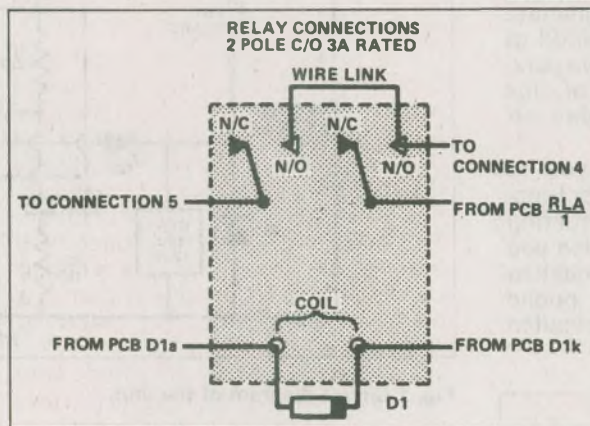 RELAY CONNECTIONS
2 POLE C/O 3A RATED
WIRE LINK
N/C
N/C
N/O
N/O
TO
CONNECTION 4
TO CONNECTION 5
FROM PCB RLA/1
COIL
FROM PCB D1a
FROM PCB D1k
D1